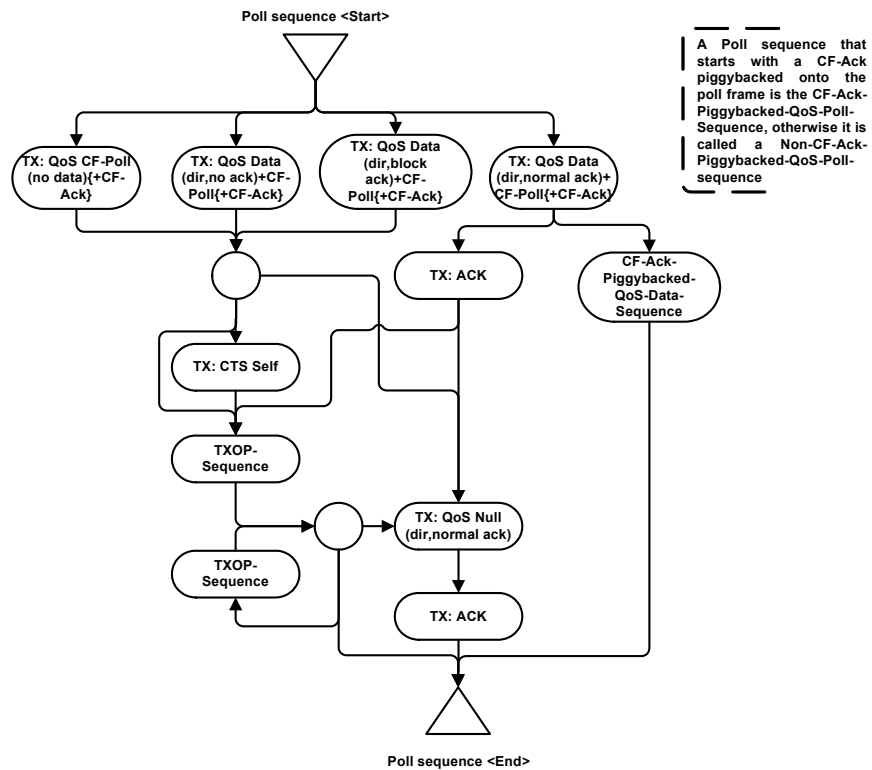 Poll sequence <Start>
A Poll sequence that
starts with a CF-Ack
piggybacked onto the
poll frame is the CF-Ack-
Piggybacked-QoS-Poll-
Sequence, otherwise it is
called a Non-CF-Ack-
Piggybacked-QoS-Poll-
sequence
TX: QoS CF-Poll
(no data){+CF-
Ack}
TX: QoS Data
(dir,no ack)+CF-
Poll{+CF-Ack}
TX: QoS Data
(dir,block
ack)+CF-
Poll{+CF-Ack}
TX: QoS Data
(dir,normal ack)+
CF-Poll{+CF-Ack}
TX: ACK
CF-Ack-
Piggybacked-
QoS-Data-
Sequence
TX: CTS Self
TXOP-
Sequence
TX: QoS Null
(dir,normal ack)
TXOP-
Sequence
TX: ACK
Poll sequence <End>